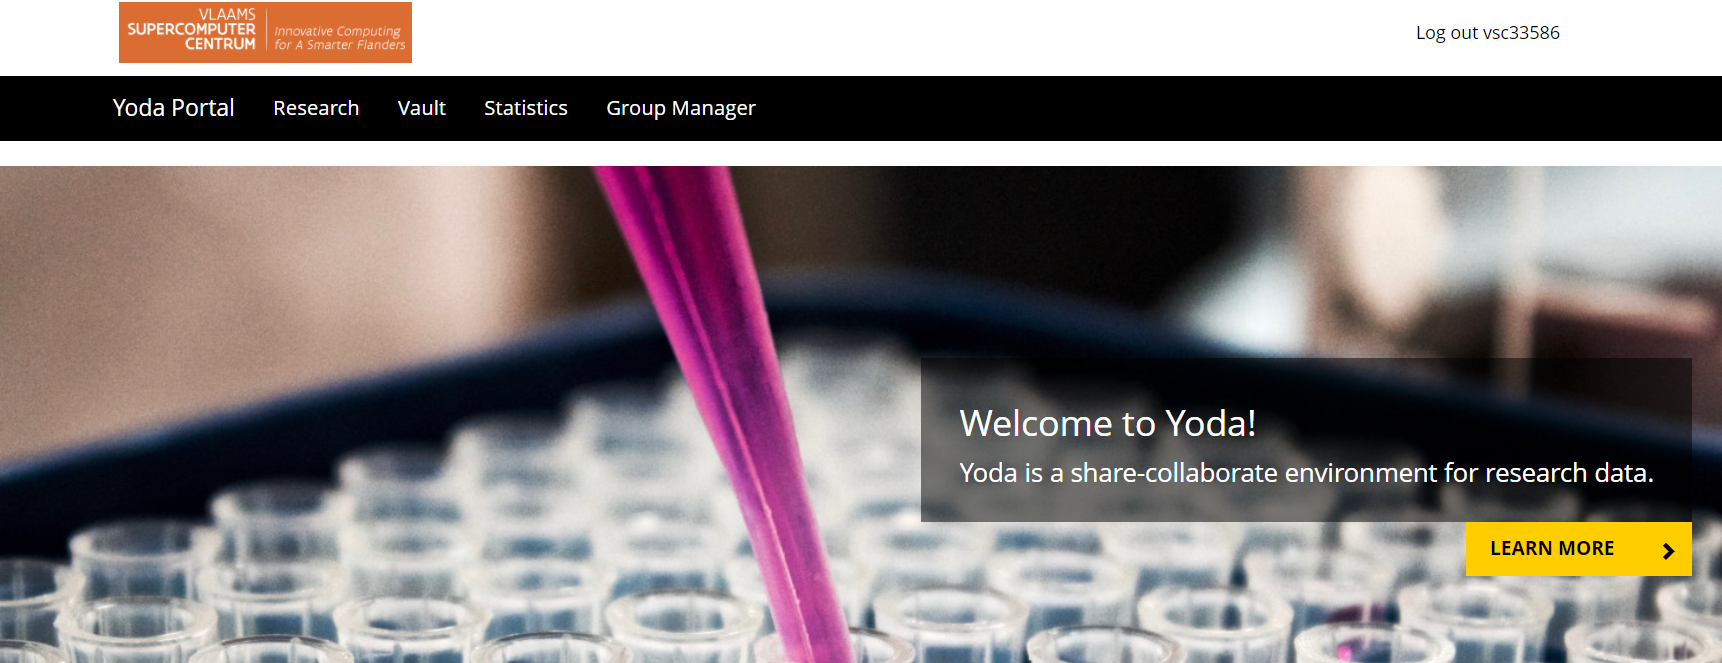 VLAAMS
SUPERCOMPUTER
CENTRUM
Innovative Computing
for A Smarter Flanders
Log out vsc33586
Yoda Portal Research Vault Statistics Group Manager
Welcome to Yoda!
Yoda is a share-collaborate environment for research data.
LEARN MORE